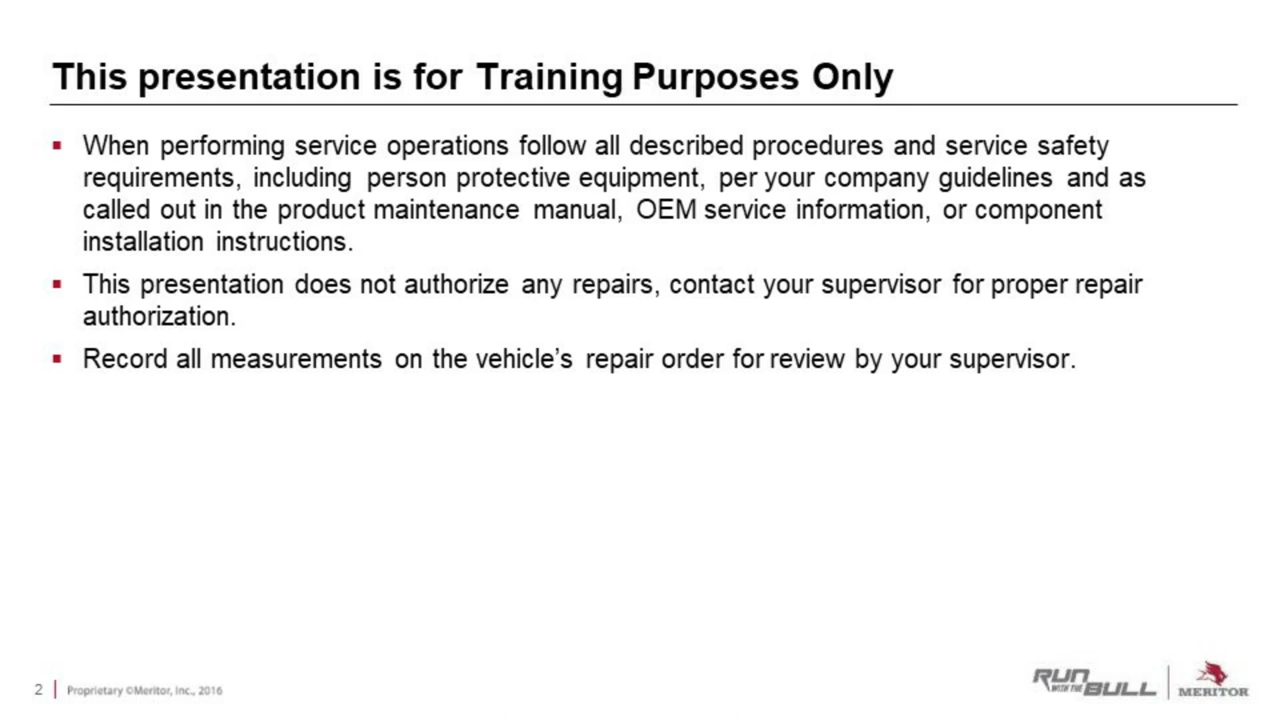 This presentation is for Training Purposes Only
▪ When performing service operations follow all described procedures and service safety
requirements, including person protective equipment, per your company guidelines and as
called out in the product maintenance manual, OEM service information, or component
installation instructions.
▪ This presentation does not authorize any repairs, contact your supervisor for proper repair
authorization.
▪ Record all measurements on the vehicle's repair order for review by your supervisor.
2 | Proprietary ©Meritor, Inc., 2016
RUN WITH THE BULL
MERITOR